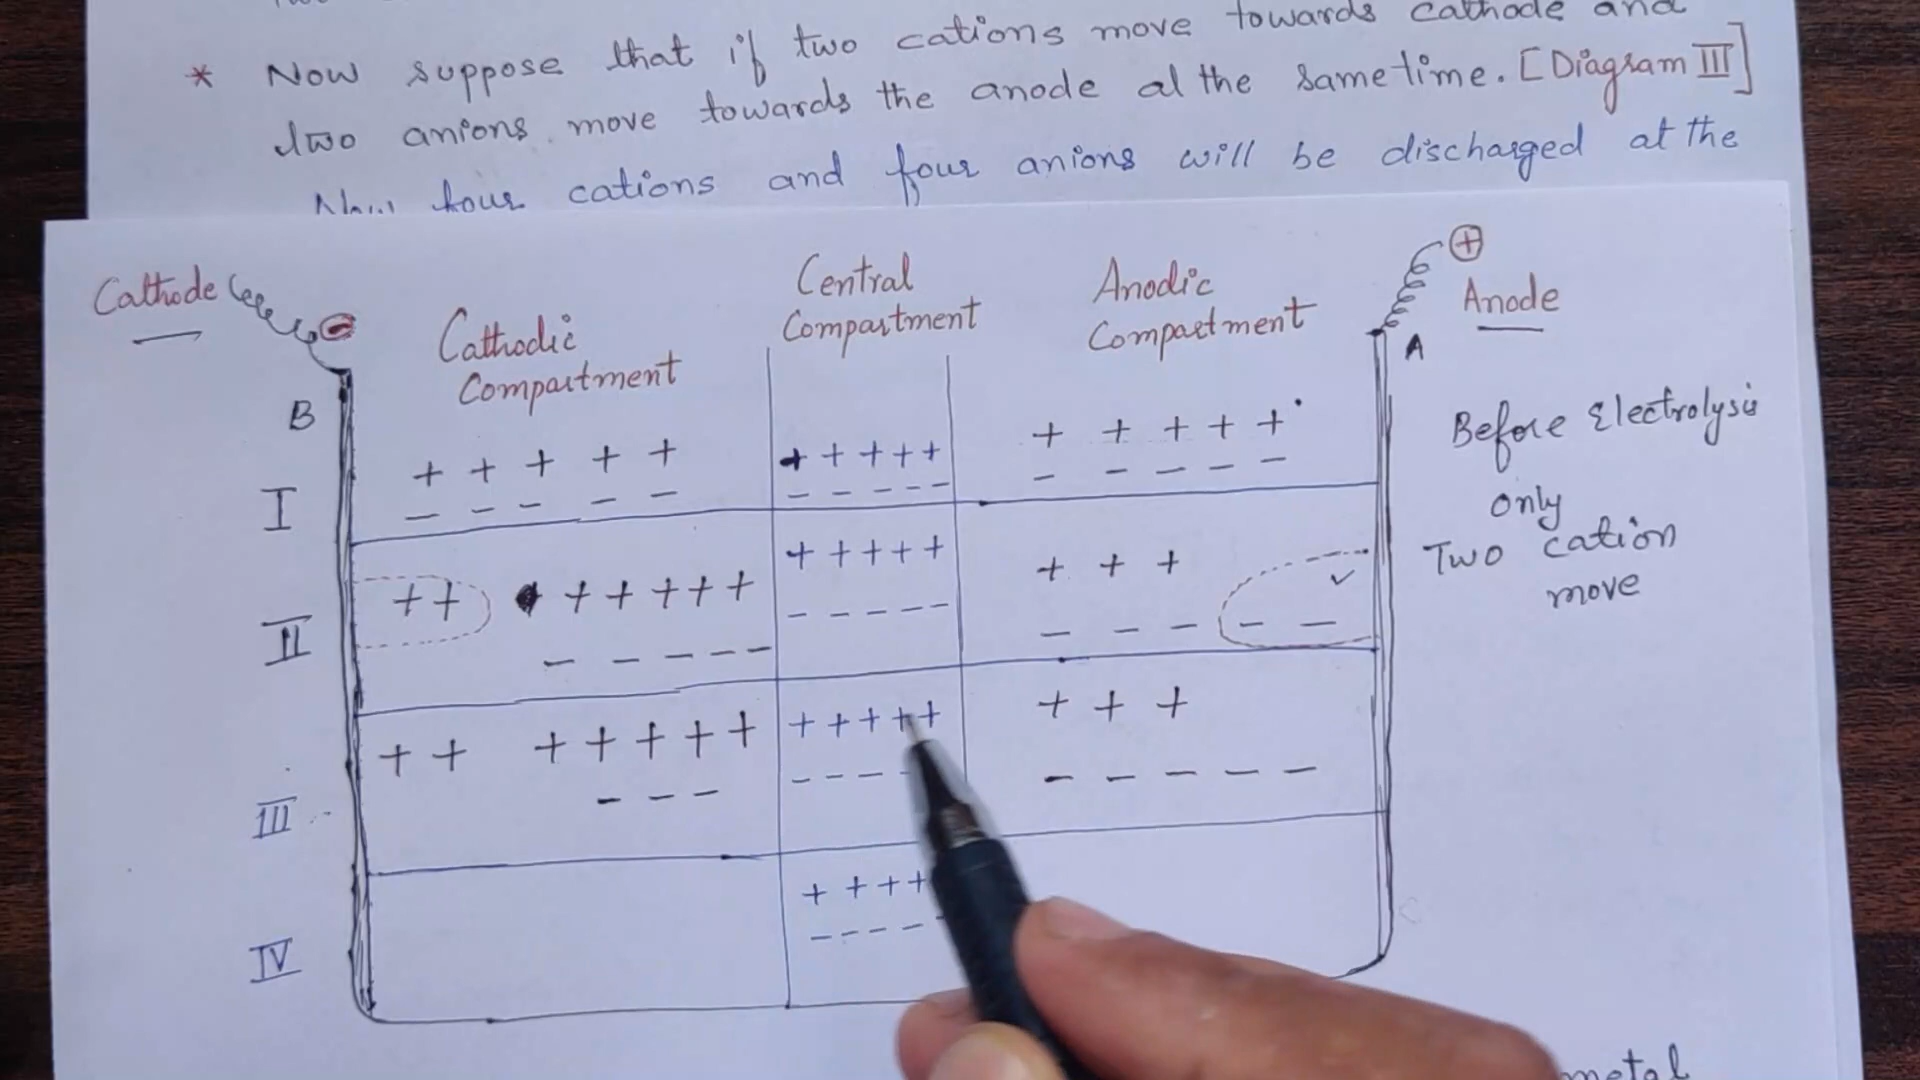 * Now suppose that if two cations move towards cathode and
two anions move towards the anode at the same time. [Diagram III]
Now four cations and four anions will be discharged at the
Cathode
−
Cathodic
Compartment
Central
Compartment
Anodic
Compartment
+
Anode
A
B
I
+ + + + +
− − − − −
+ + + + +
− − − − −
+ + + + +
− − − − −
Before Electrolysis
II
+ + + + + + +
− − − − −
+ + + + +
− − − − −
+ + +
− − − − −
only
Two cation
move
III
+ + + + + + +
− − −
+ + + + +
− − − −
+ + +
− − − − −
IV
+ + + +
− − − −
metal